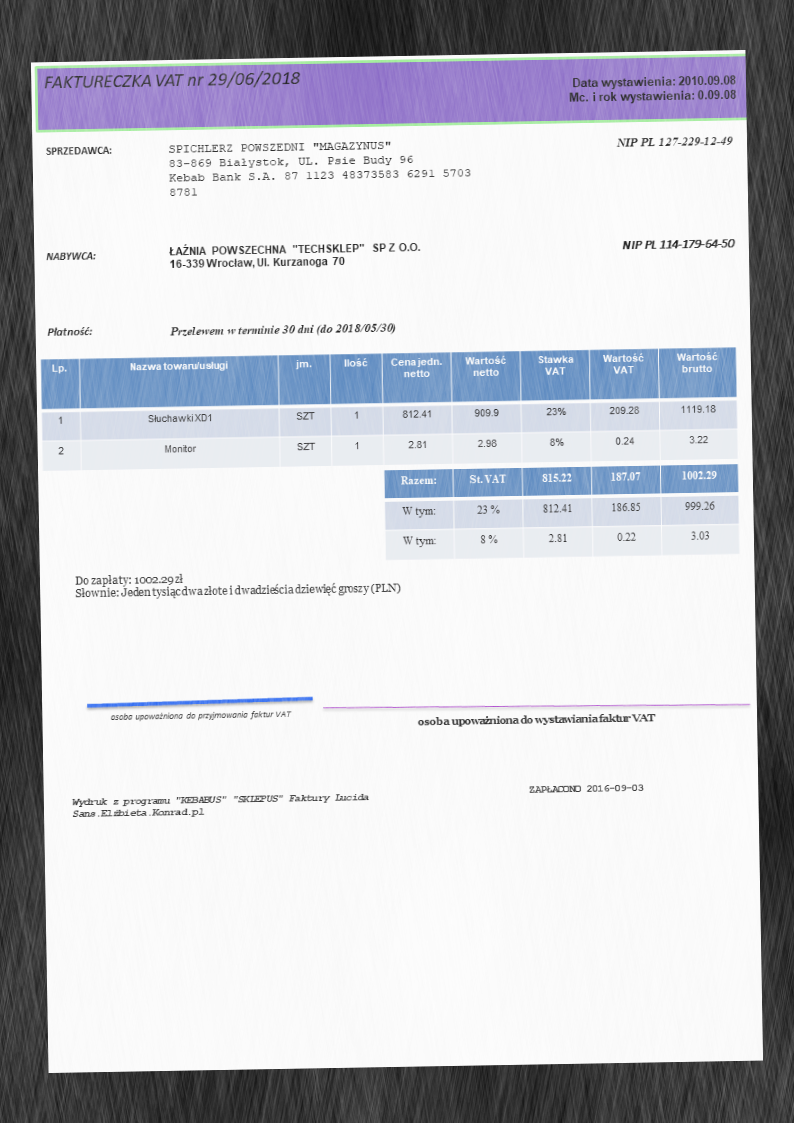 FAKTURECZKA VAT nr 29/06/2018
Data wystawienia: 2010.09.08
Mc. i rok wystawienia: 0.09.08
SPRZEDAWCA:
SPICHLERZ POWSZEDNI "MAGAZYNUS"
83-869 Białystok, UL. Psie Budy 96
Kebab Bank S.A. 87 1123 48373583 6291 5703
8781
NIP PL 127-229-12-49
NABYWCA:
ŁAŹNIA POWSZECHNA "TECHSKLEP" SP Z O.O.
16-339 Wrocław, Ul. Kurzanoga 70
NIP PL 114-179-64-50
Płatność: Przelewem w terminie 30 dni (do 2018/05/30)
Lp. Nazwa towaru/usługi jm. Ilość Cena jedn. netto Wartość netto Stawka VAT Wartość VAT Wartość brutto
1 Słuchawki XD1 SZT 1 812.41 909.9 23% 209.28 1119.18
2 Monitor SZT 1 2.81 2.98 8% 0.24 3.22
Razem: St. VAT 815.22 187.07 1002.29
W tym: 23 % 812.41 186.85 999.26
W tym: 8 % 2.81 0.22 3.03
Do zapłaty: 1002.29 zł
Słownie: Jeden tysiąc dwa złote i dwadzieścia dziewięć groszy (PLN)
osoba upoważniona do przyjmowania faktur VAT
osoba upoważniona do wystawiania faktur VAT
Wydruk z programu "KEBABUS" "SKLEPUS" Faktury Lucida
Sans.Elżbieta.Konrad.pl
ZAPŁACONO 2016-09-03